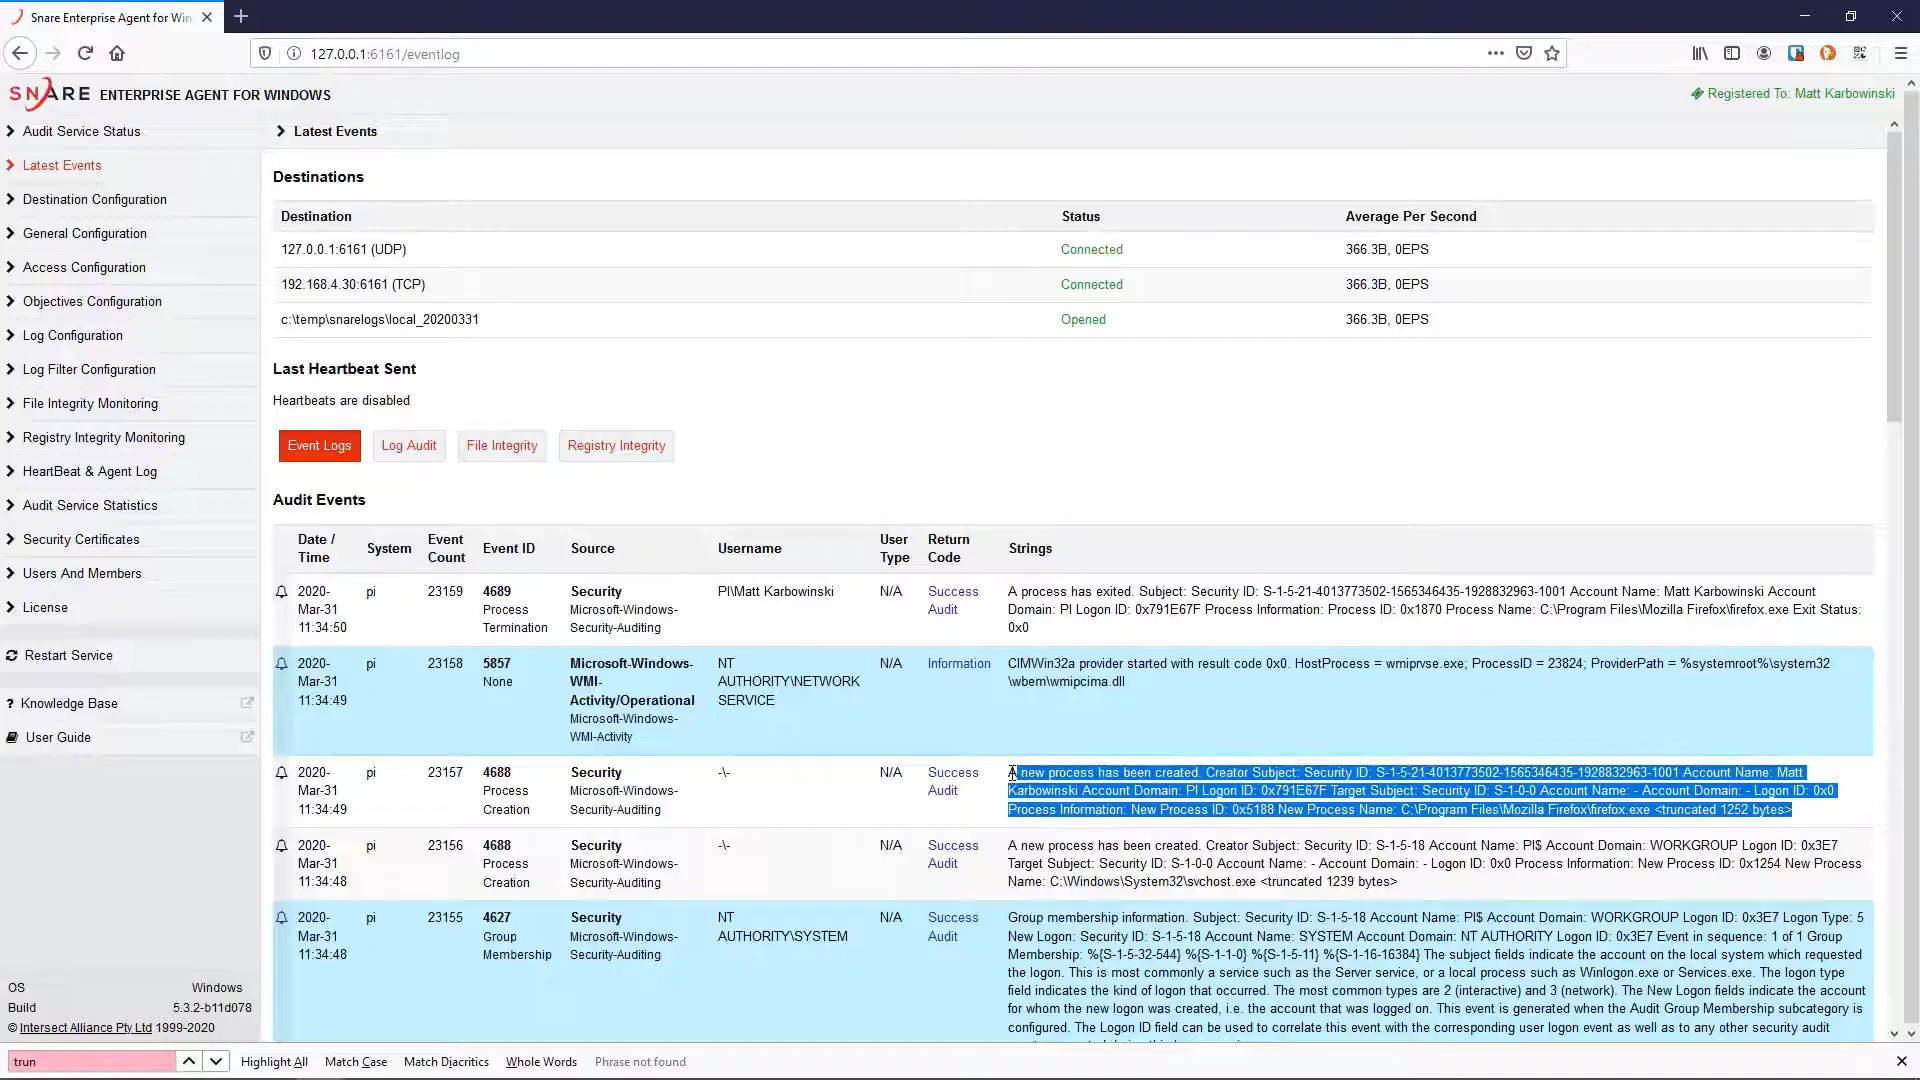 Snare Enterprise Agent for Win
127.0.0.1:6161/eventlog
SNARE ENTERPRISE AGENT FOR WINDOWS
Registered To: Matt Karbowinski
Audit Service Status
Latest Events
Destination Configuration
General Configuration
Access Configuration
Objectives Configuration
Log Configuration
Log Filter Configuration
File Integrity Monitoring
Registry Integrity Monitoring
HeartBeat & Agent Log
Audit Service Statistics
Security Certificates
Users And Members
License
Restart Service
? Knowledge Base
User Guide
OS Windows
Build 5.3.2-b11d078
© Intersect Alliance Pty Ltd 1999-2020
Latest Events
Destinations
Destination Status Average Per Second
127.0.0.1:6161 (UDP) Connected 366.3B, 0EPS
192.168.4.30:6161 (TCP) Connected 366.3B, 0EPS
c:\temp\snarelogs\local_20200331 Opened 366.3B, 0EPS
Last Heartbeat Sent
Heartbeats are disabled
Event Logs Log Audit File Integrity Registry Integrity
Audit Events
Date / Event User Return
Time System Count Event ID Source Username Type Code Strings
2020- pi 23159 4689 Security PI\Matt Karbowinski N/A Success A process has exited. Subject: Security ID: S-1-5-21-4013773502-1565346435-1928832963-1001 Account Name: Matt Karbowinski Account
Mar-31 Process Microsoft-Windows- Audit Domain: PI Logon ID: 0x791E67F Process Information: Process ID: 0x1870 Process Name: C:\Program Files\Mozilla Firefox\firefox.exe Exit Status:
11:34:50 Termination Security-Auditing 0x0
2020- pi 23158 5857 Microsoft-Windows- NT N/A Information CIMWin32a provider started with result code 0x0. HostProcess = wmiprvse.exe; ProcessID = 23824; ProviderPath = %systemroot%\system32
Mar-31 None WMI- AUTHORITY\NETWORK \wbem\wmipcima.dll
11:34:49 Activity/Operational SERVICE
Microsoft-Windows-
WMI-Activity
2020- pi 23157 4688 Security -\- N/A Success A new process has been created. Creator Subject: Security ID: S-1-5-21-4013773502-1565346435-1928832963-1001 Account Name: Matt
Mar-31 Process Microsoft-Windows- Audit Karbowinski Account Domain: PI Logon ID: 0x791E67F Target Subject: Security ID: S-1-0-0 Account Name: - Account Domain: - Logon ID: 0x0
11:34:49 Creation Security-Auditing Process Information: New Process ID: 0x5188 New Process Name: C:\Program Files\Mozilla Firefox\firefox.exe <truncated 1252 bytes>
2020- pi 23156 4688 Security -\- N/A Success A new process has been created. Creator Subject: Security ID: S-1-5-18 Account Name: PI$ Account Domain: WORKGROUP Logon ID: 0x3E7
Mar-31 Process Microsoft-Windows- Audit Target Subject: Security ID: S-1-0-0 Account Name: - Account Domain: - Logon ID: 0x0 Process Information: New Process ID: 0x1254 New Process
11:34:48 Creation Security-Auditing Name: C:\Windows\System32\svchost.exe <truncated 1239 bytes>
2020- pi 23155 4627 Security NT N/A Success Group membership information. Subject: Security ID: S-1-5-18 Account Name: PI$ Account Domain: WORKGROUP Logon ID: 0x3E7 Logon Type: 5
Mar-31 Group Microsoft-Windows- AUTHORITY\SYSTEM Audit New Logon: Security ID: S-1-5-18 Account Name: SYSTEM Account Domain: NT AUTHORITY Logon ID: 0x3E7 Event in sequence: 1 of 1 Group
11:34:48 Membership Security-Auditing Membership: %{S-1-5-32-544} %{S-1-1-0} %{S-1-5-11} %{S-1-16-16384} The subject fields indicate the account on the local system which requested
the logon. This is most commonly a service such as the Server service, or a local process such as Winlogon.exe or Services.exe. The logon type
field indicates the kind of logon that occurred. The most common types are 2 (interactive) and 3 (network). The New Logon fields indicate the account
for whom the new logon was created, i.e. the account that was logged on. This event is generated when the Audit Group Membership subcategory is
configured. The Logon ID field can be used to correlate this event with the corresponding user logon event as well as to any other security audit
trun Highlight All Match Case Match Diacritics Whole Words Phrase not found